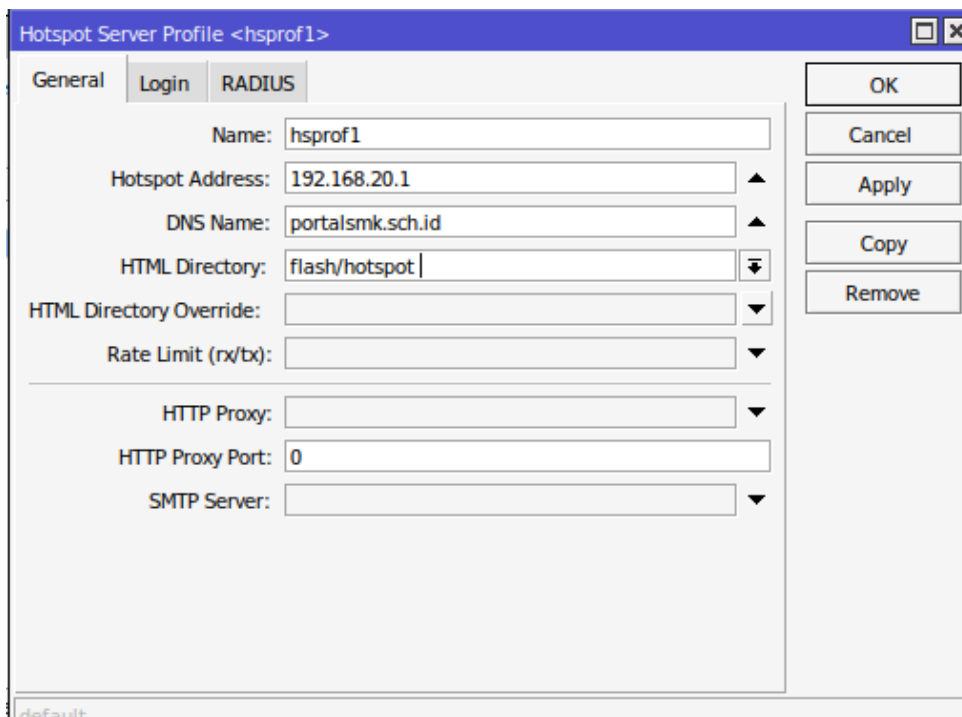 Hotspot Server Profile <hsprof1>
General Login RADIUS
OK
Name: hsprof1
Cancel
Hotspot Address: 192.168.20.1
Apply
DNS Name: portalsmk.sch.id
Copy
HTML Directory: flash/hotspot
Remove
HTML Directory Override:
Rate Limit (rx/tx):
HTTP Proxy:
HTTP Proxy Port: 0
SMTP Server:
default